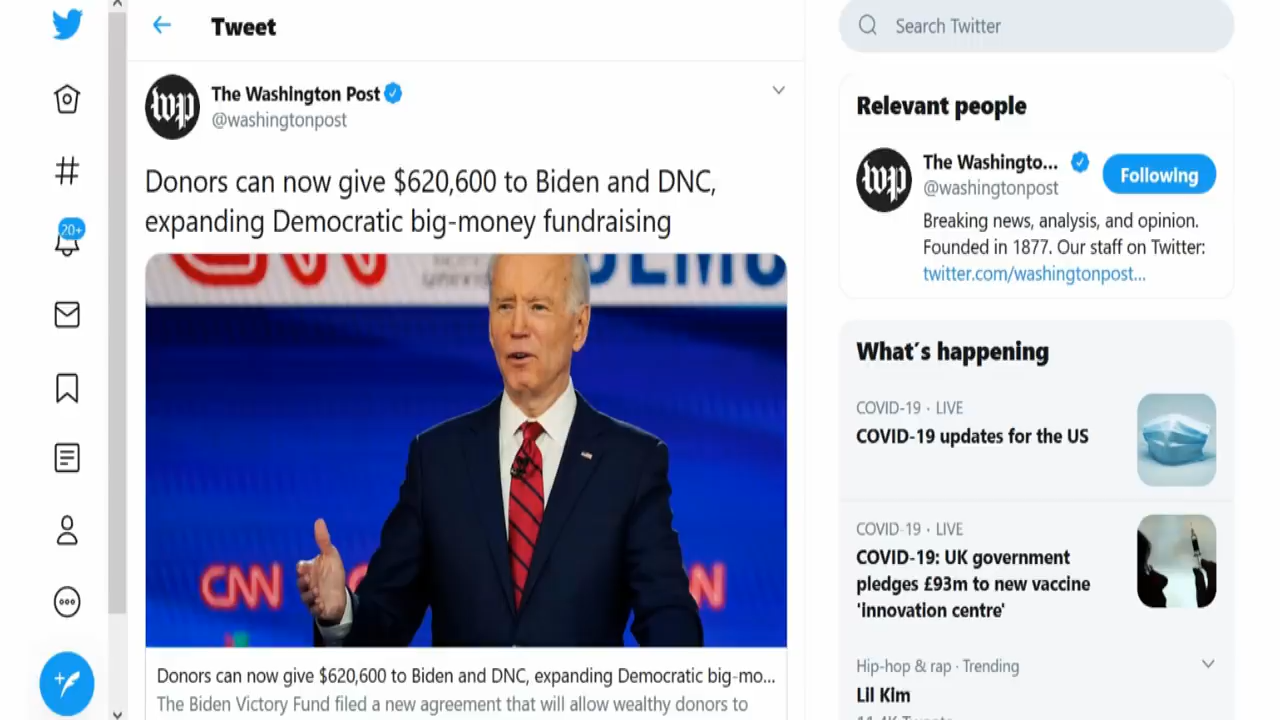 Tweet
The Washington Post
@washingtonpost
Donors can now give $620,600 to Biden and DNC,
expanding Democratic big-money fundraising
CNN
Donors can now give $620,600 to Biden and DNC, expanding Democratic big-mo...
The Biden Victory Fund filed a new agreement that will allow wealthy donors to
20+
wp
Search Twitter
Relevant people
wp
The Washingto...
@washingtonpost
Following
Breaking news, analysis, and opinion.
Founded in 1877. Our staff on Twitter:
twitter.com/washingtonpost...
What's happening
COVID-19 · LIVE
COVID-19 updates for the US
COVID-19 · LIVE
COVID-19: UK government
pledges £93m to new vaccine
'innovation centre'
Hip-hop & rap · Trending
Lil Kim